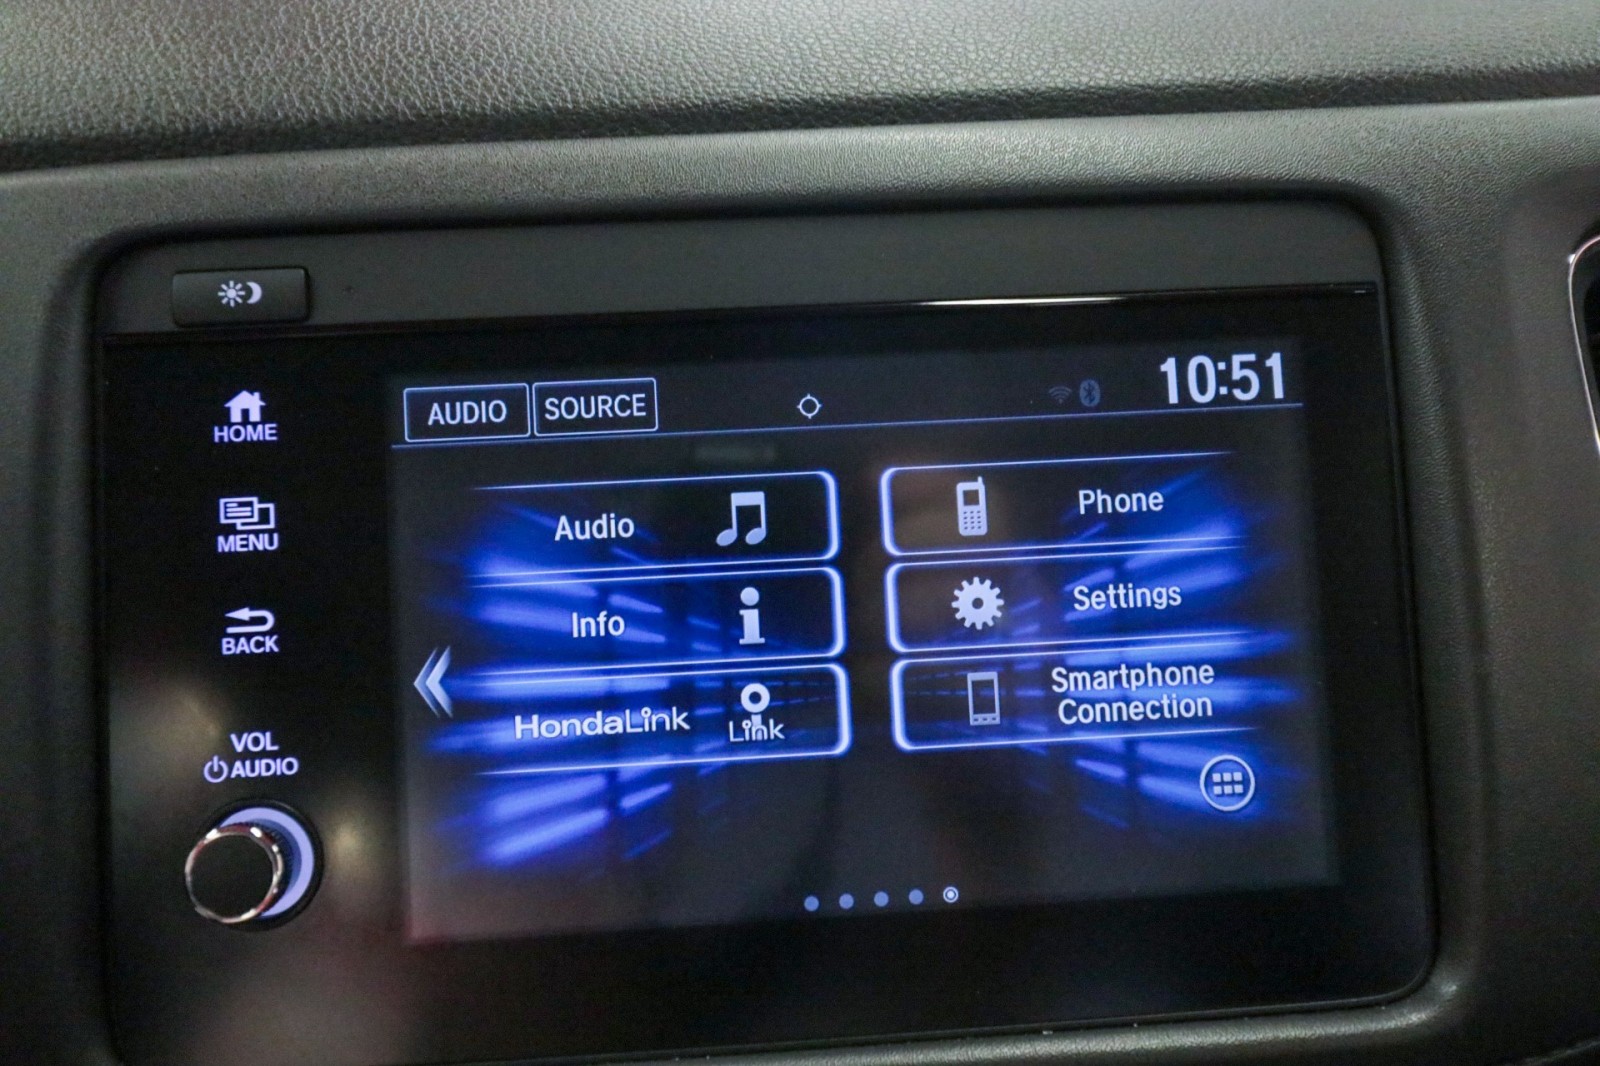 HOME
MENU
BACK
VOL
AUDIO
AUDIO SOURCE 10:51
Audio
Phone
Info
Settings
HondaLink Link
Smartphone
Connection